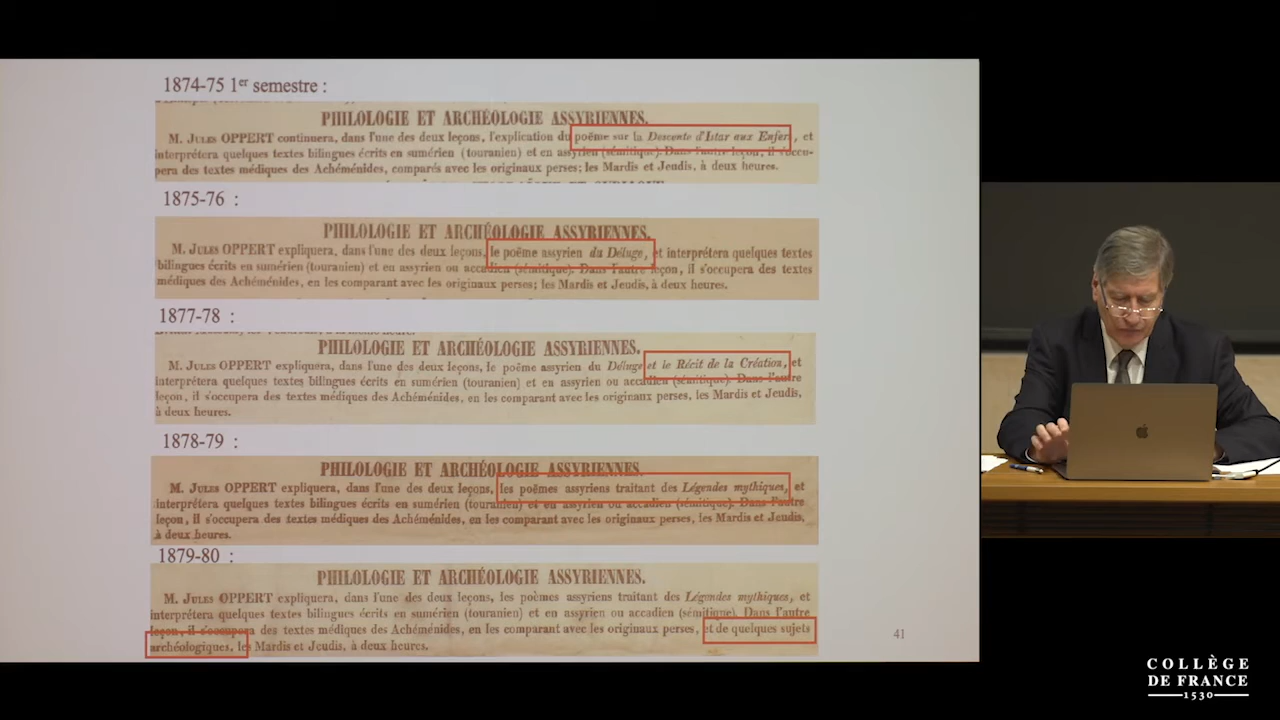 1874-75 1er semestre :
PHILOLOGIE ET ARCHÉOLOGIE ASSYRIENNES.
M. JULES OPPERT continuera, dans l'une des deux leçons, l'explication du poëme sur la Descente d'Istar aux Enfer, et
interprétera quelques textes bilingues écrits en sumérien (touranien) et en assyrien (sémitique). Dans l'autre leçon, il s'occu-
pera des textes médiques des Achéménides, comparés avec les originaux perses; les Mardis et Jeudis, à deux heures.
1875-76 :
PHILOLOGIE ET ARCHÉOLOGIE ASSYRIENNES.
M. JULES OPPERT expliquera, dans l'une des deux leçons, le poëme assyrien du Déluge, et interprétera quelques textes
bilingues écrits en sumérien (touranien) et en assyrien ou accadien (sémitique). Dans l'autre leçon, il s'occupera des textes
médiques des Achéménides, en les comparant avec les originaux perses; les Mardis et Jeudis, à deux heures.
1877-78 :
PHILOLOGIE ET ARCHÉOLOGIE ASSYRIENNES.
M. JULES OPPERT expliquera, dans l'une des deux leçons, le poëme assyrien du Déluge et le Récit de la Création, et
interprétera quelques textes bilingues écrits en sumérien (touranien) et en assyrien ou accadien (sémitique). Dans l'autre
leçon, il s'occupera des textes médiques des Achéménides, en les comparant avec les originaux perses, les Mardis et Jeudis,
à deux heures.
1878-79 :
PHILOLOGIE ET ARCHÉOLOGIE ASSYRIENNES.
M. JULES OPPERT expliquera, dans l'une des deux leçons, les poëmes assyriens traitant des Légendes mythiques, et
interprétera quelques textes bilingues écrits en sumérien (touranien) et en assyrien ou accadien (sémitique). Dans l'autre
leçon, il s'occupera des textes médiques des Achéménides, en les comparant avec les originaux perses, les Mardis et Jeudis,
à deux heures.
1879-80 :
PHILOLOGIE ET ARCHÉOLOGIE ASSYRIENNES.
M. JULES OPPERT expliquera, dans l'une des deux leçons, les poëmes assyriens traitant des Légendes mythiques, et
interprétera quelques textes bilingues écrits en sumérien (touranien) et en assyrien ou accadien (sémitique). Dans l'autre
leçon, il s'occupera des textes médiques des Achéménides, en les comparant avec les originaux perses, et de quelques sujets
archéologiques, les Mardis et Jeudis, à deux heures.
41
COLLÈGE
DE FRANCE
1530